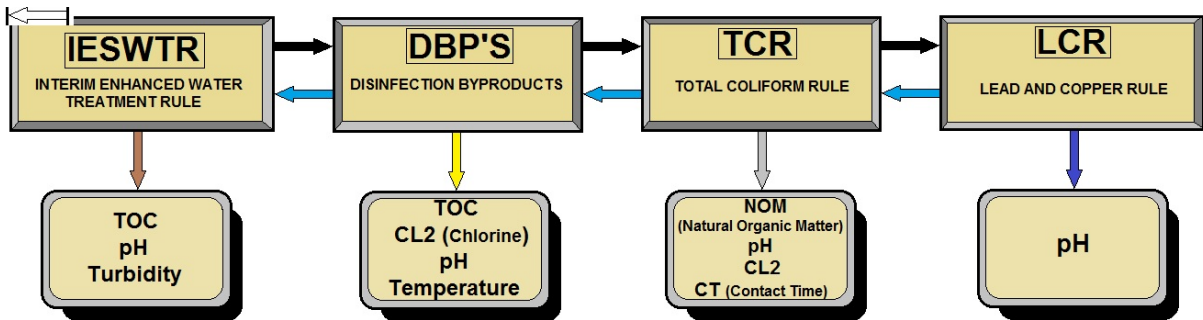 IESWTR
INTERIM ENHANCED WATER
TREATMENT RULE
DBP'S
DISINFECTION BYPRODUCTS
TCR
TOTAL COLIFORM RULE
LCR
LEAD AND COPPER RULE
TOC
pH
Turbidity
TOC
CL2 (Chlorine)
pH
Temperature
NOM
(Natural Organic Matter)
pH
CL2
CT (Contact Time)
pH